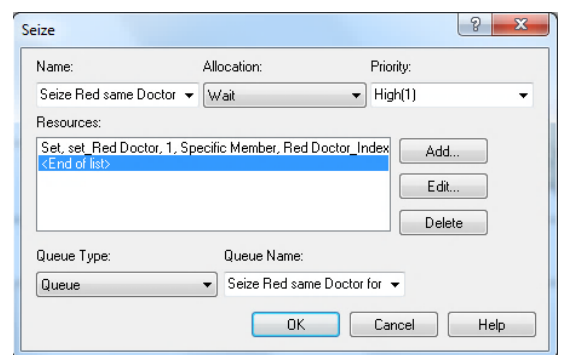 Seize
Name: Allocation: Priority:
Seize Red same Doctor Wait High(1)
Resources:
Set, set_Red Doctor, 1, Specific Member, Red Doctor_Index
<End of list>
Add...
Edit...
Delete
Queue Type: Queue Name:
Queue Seize Red same Doctor for
OK Cancel Help